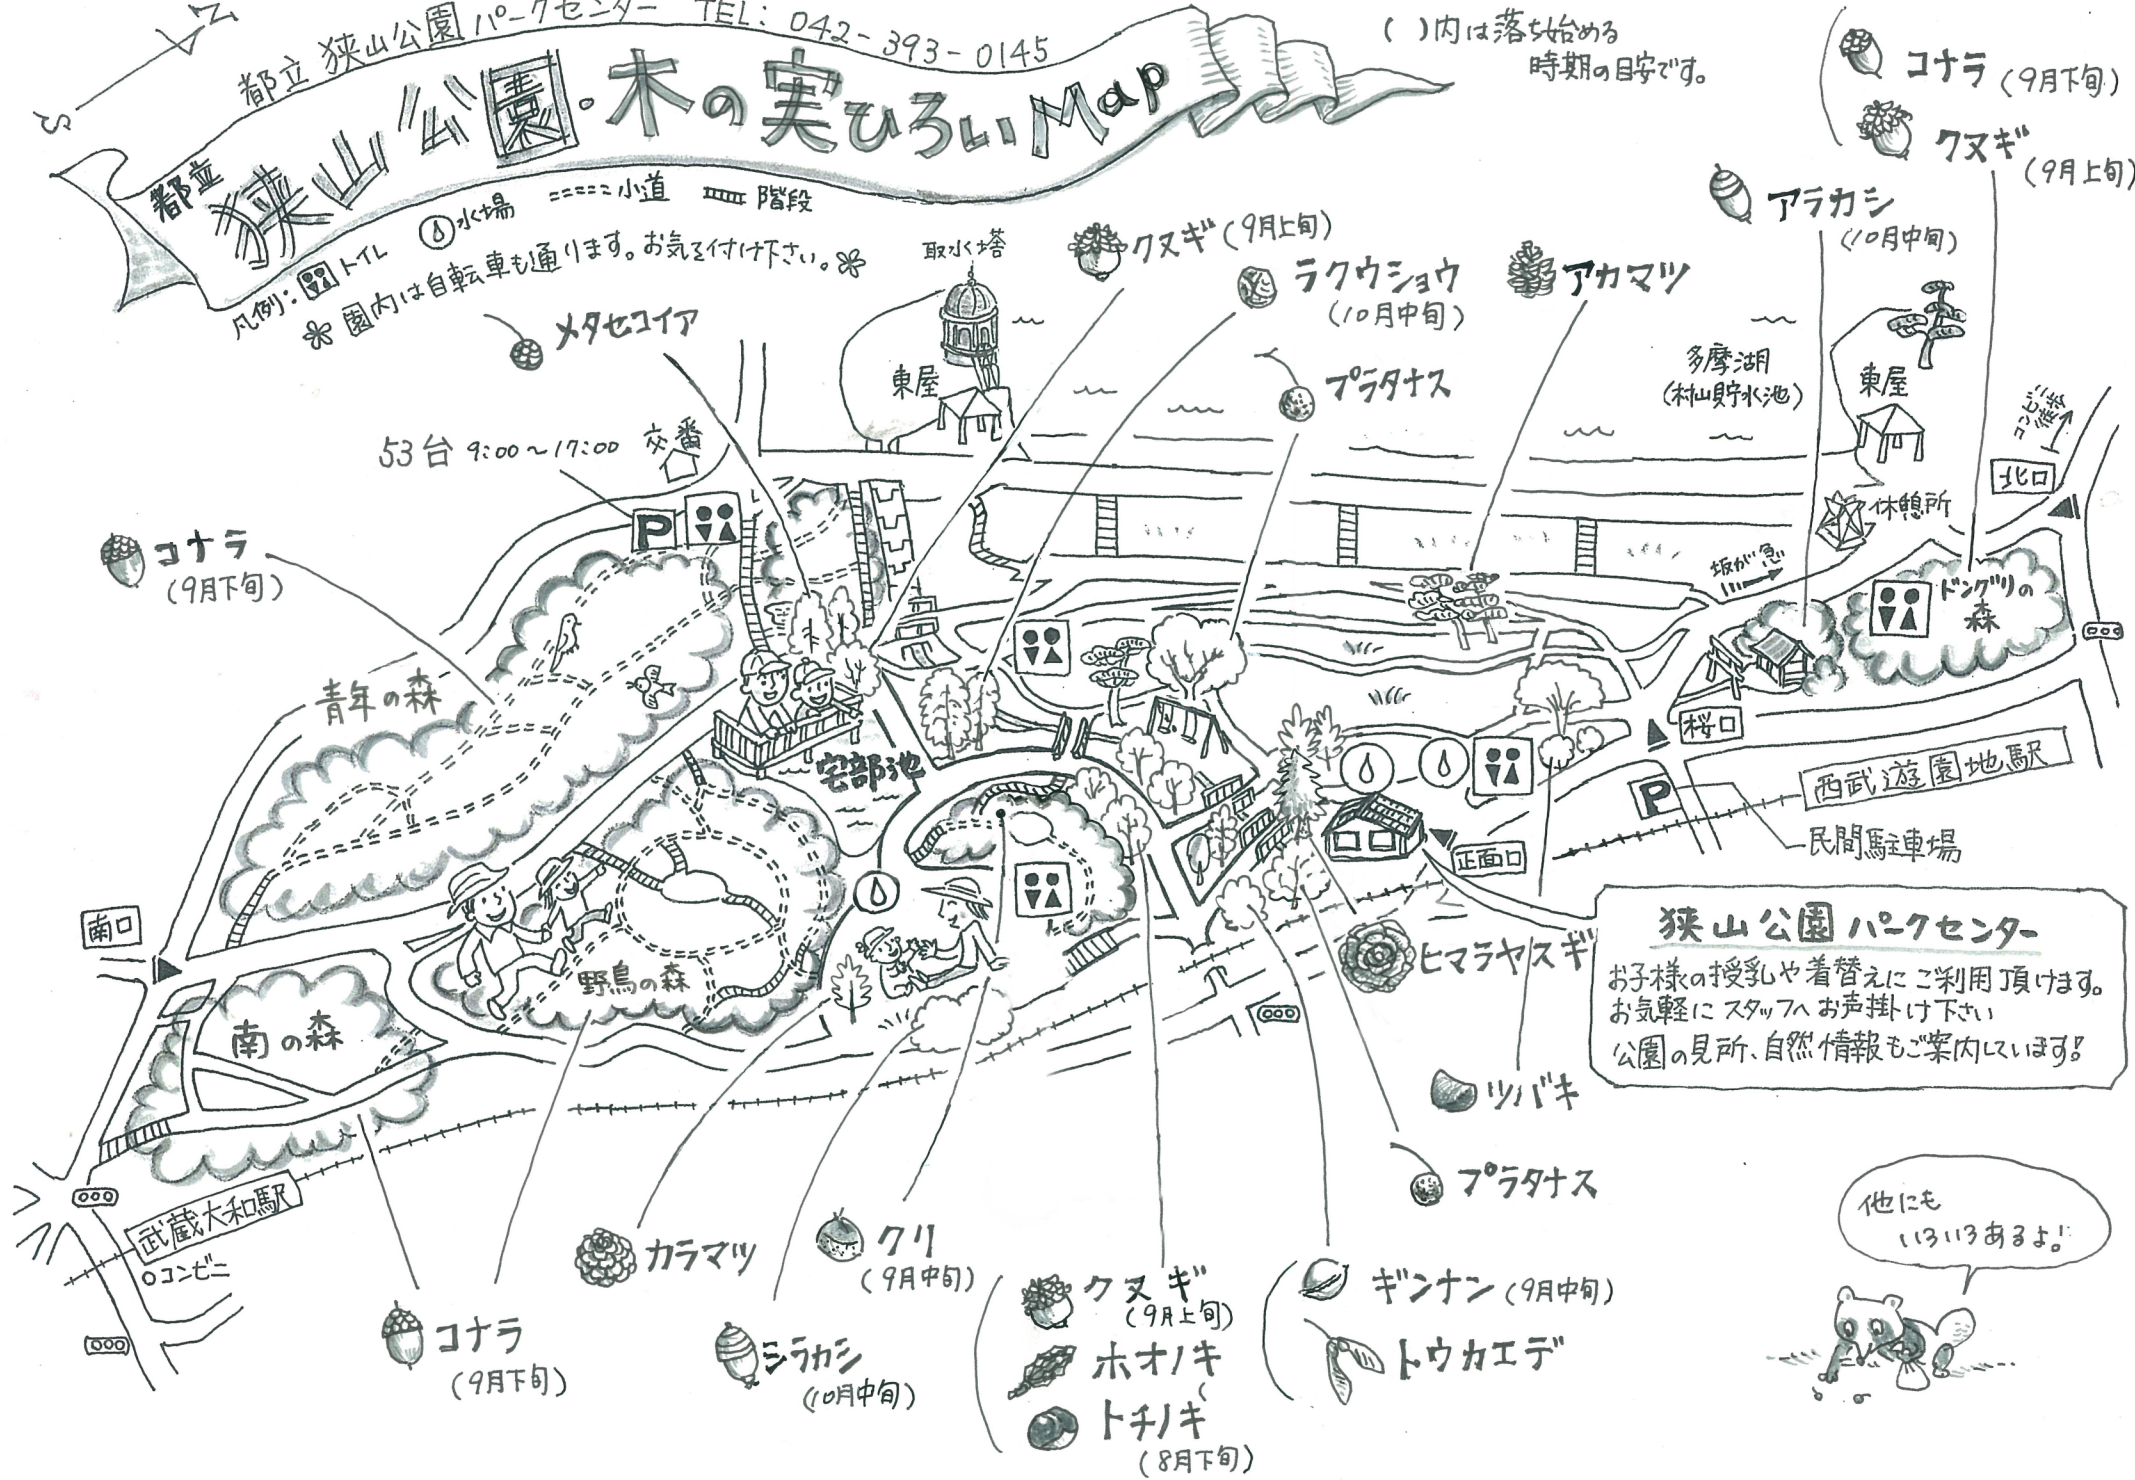 都立 狭山公園 パークセンター TEL: 042-393-0145
都立 狭山公園・木の実ひろいMap
N
S
凡例: トイレ 水場 小道 階段
園内は自転車も通ります。お気を付け下さい。
( )内は落ち始める
時期の目安です。
コナラ (9月下旬)
クヌギ
(9月上旬)
アラカシ
(10月中旬)
クヌギ (9月上旬)
ラクウショウ
(10月中旬)
アカマツ
プラタナス
メタセコイア
取水塔
東屋
多摩湖
(村山貯水池)
東屋
コンビニ
徒歩
北口
休憩所
坂が急
ドングリの
森
53台 9:00~17:00
交番
P
コナラ
(9月下旬)
青年の森
宅部池
桜口
P
西武遊園地駅
民間駐車場
正面口
南口
野鳥の森
南の森
狭山公園パークセンター
お子様の授乳や着替えにご利用頂けます。
お気軽にスタッフへお声掛け下さい
公園の見所、自然情報もご案内しています!
ヒマラヤスギ
ツバキ
プラタナス
武蔵大和駅
コンビニ
コナラ
(9月下旬)
カラマツ
シラカシ
(10月中旬)
クリ
(9月中旬)
クヌギ
(9月上旬)
ホオノキ
トチノキ
(8月下旬)
ギンナン (9月中旬)
トウカエデ
他にも
いろいろあるよ!